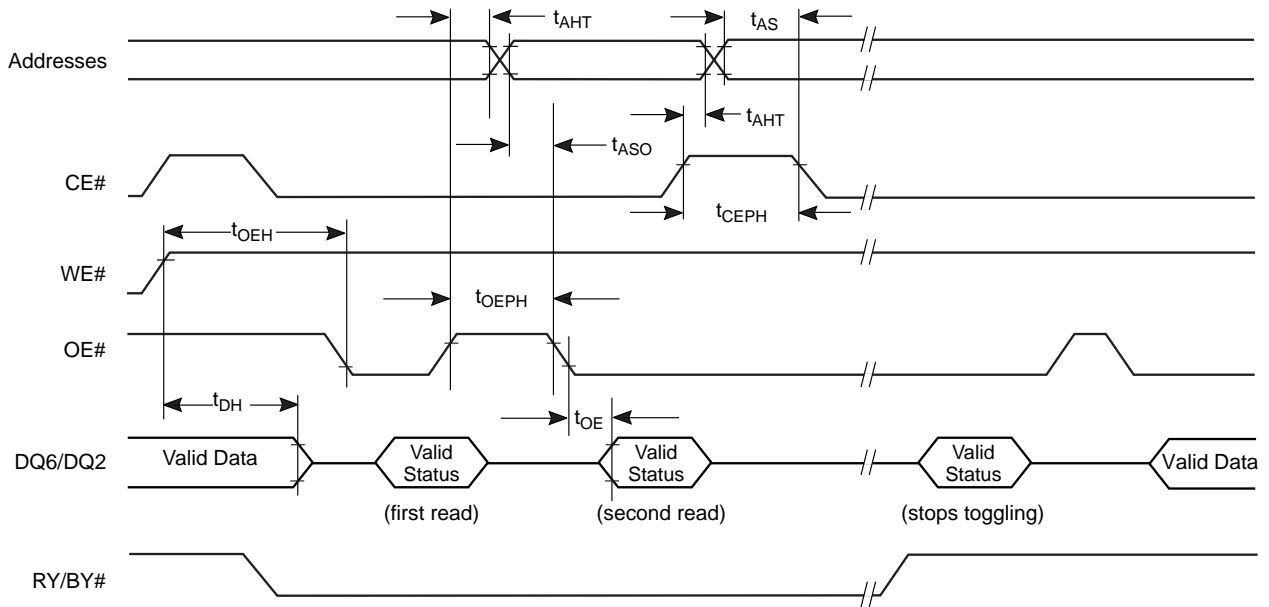 tAHT
tAS
Addresses
tAHT
tASO
CE#
tCEPH
tOEH
WE#
tOEPH
OE#
tDH
tOE
DQ6/DQ2
Valid Data
Valid
Status
Valid
Status
Valid
Status
Valid Data
(first read)
(second read)
(stops toggling)
RY/BY#